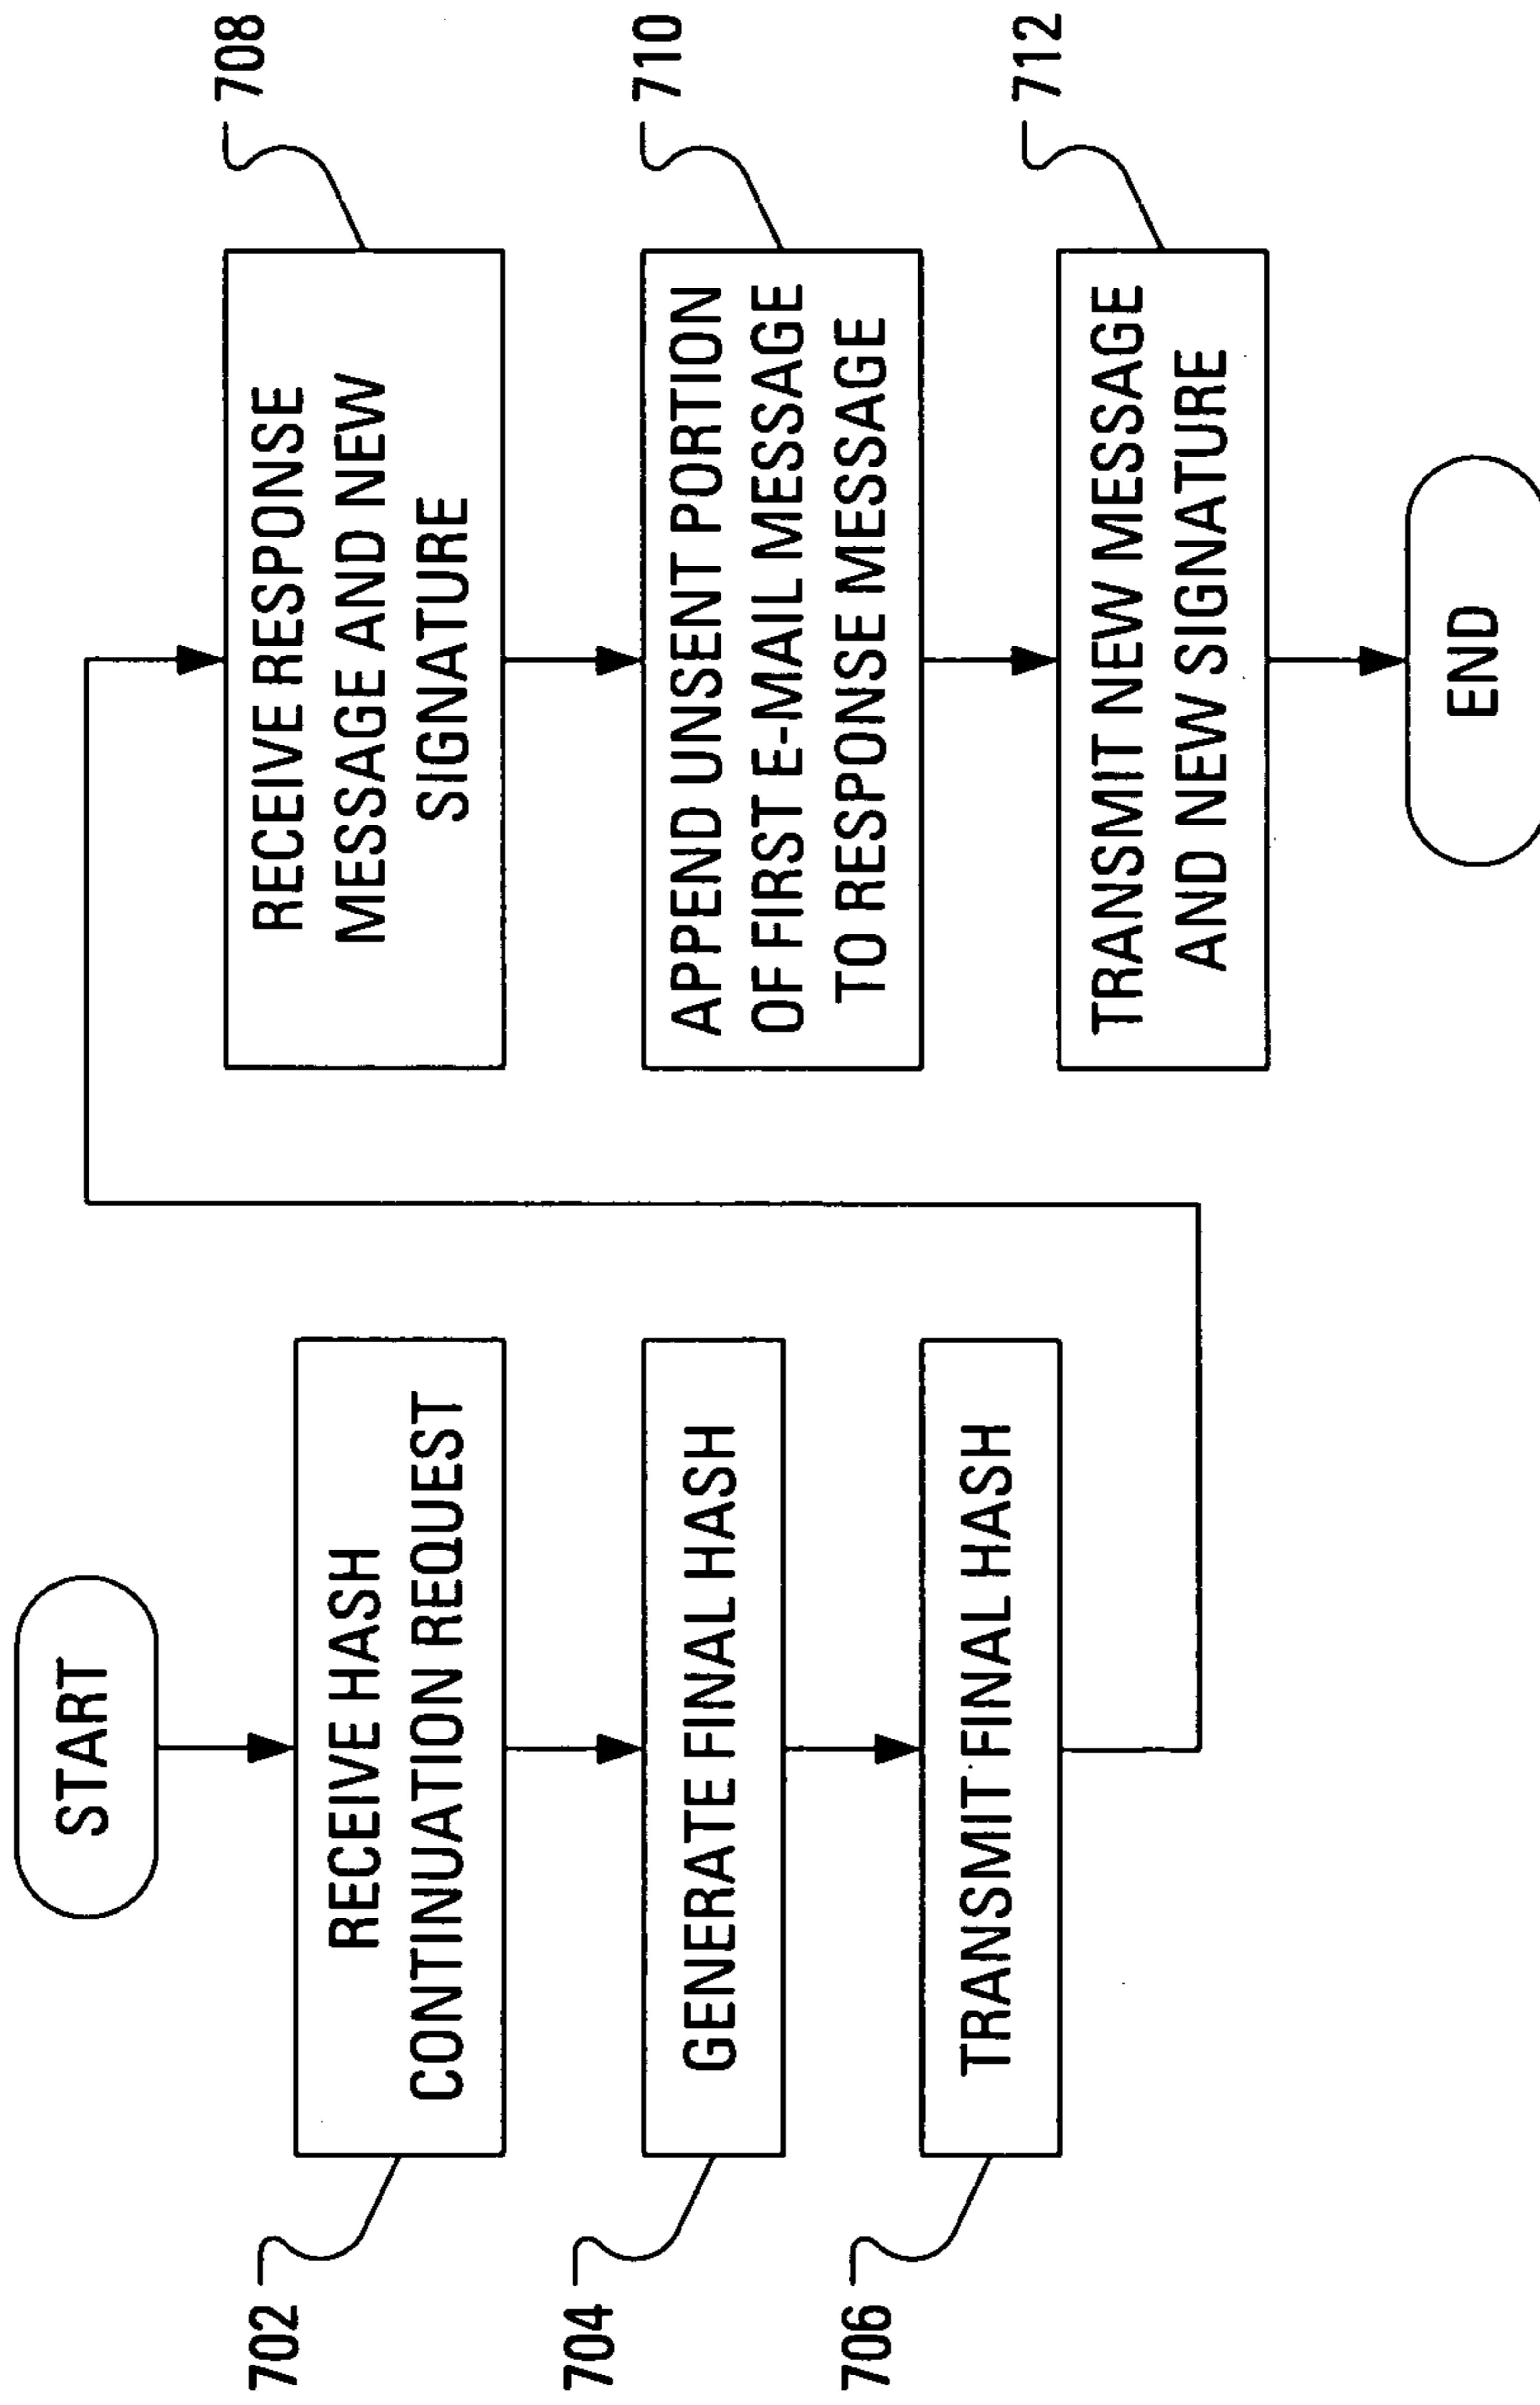 START
702
RECEIVE HASH
CONTINUATION REQUEST
704
GENERATE FINAL HASH
706
TRANSMIT FINAL HASH
708
RECEIVE RESPONSE
MESSAGE AND NEW
SIGNATURE
710
APPEND UNSENT PORTION
OF FIRST E-MAIL MESSAGE
TO RESPONSE MESSAGE
712
TRANSMIT NEW MESSAGE
AND NEW SIGNATURE
END